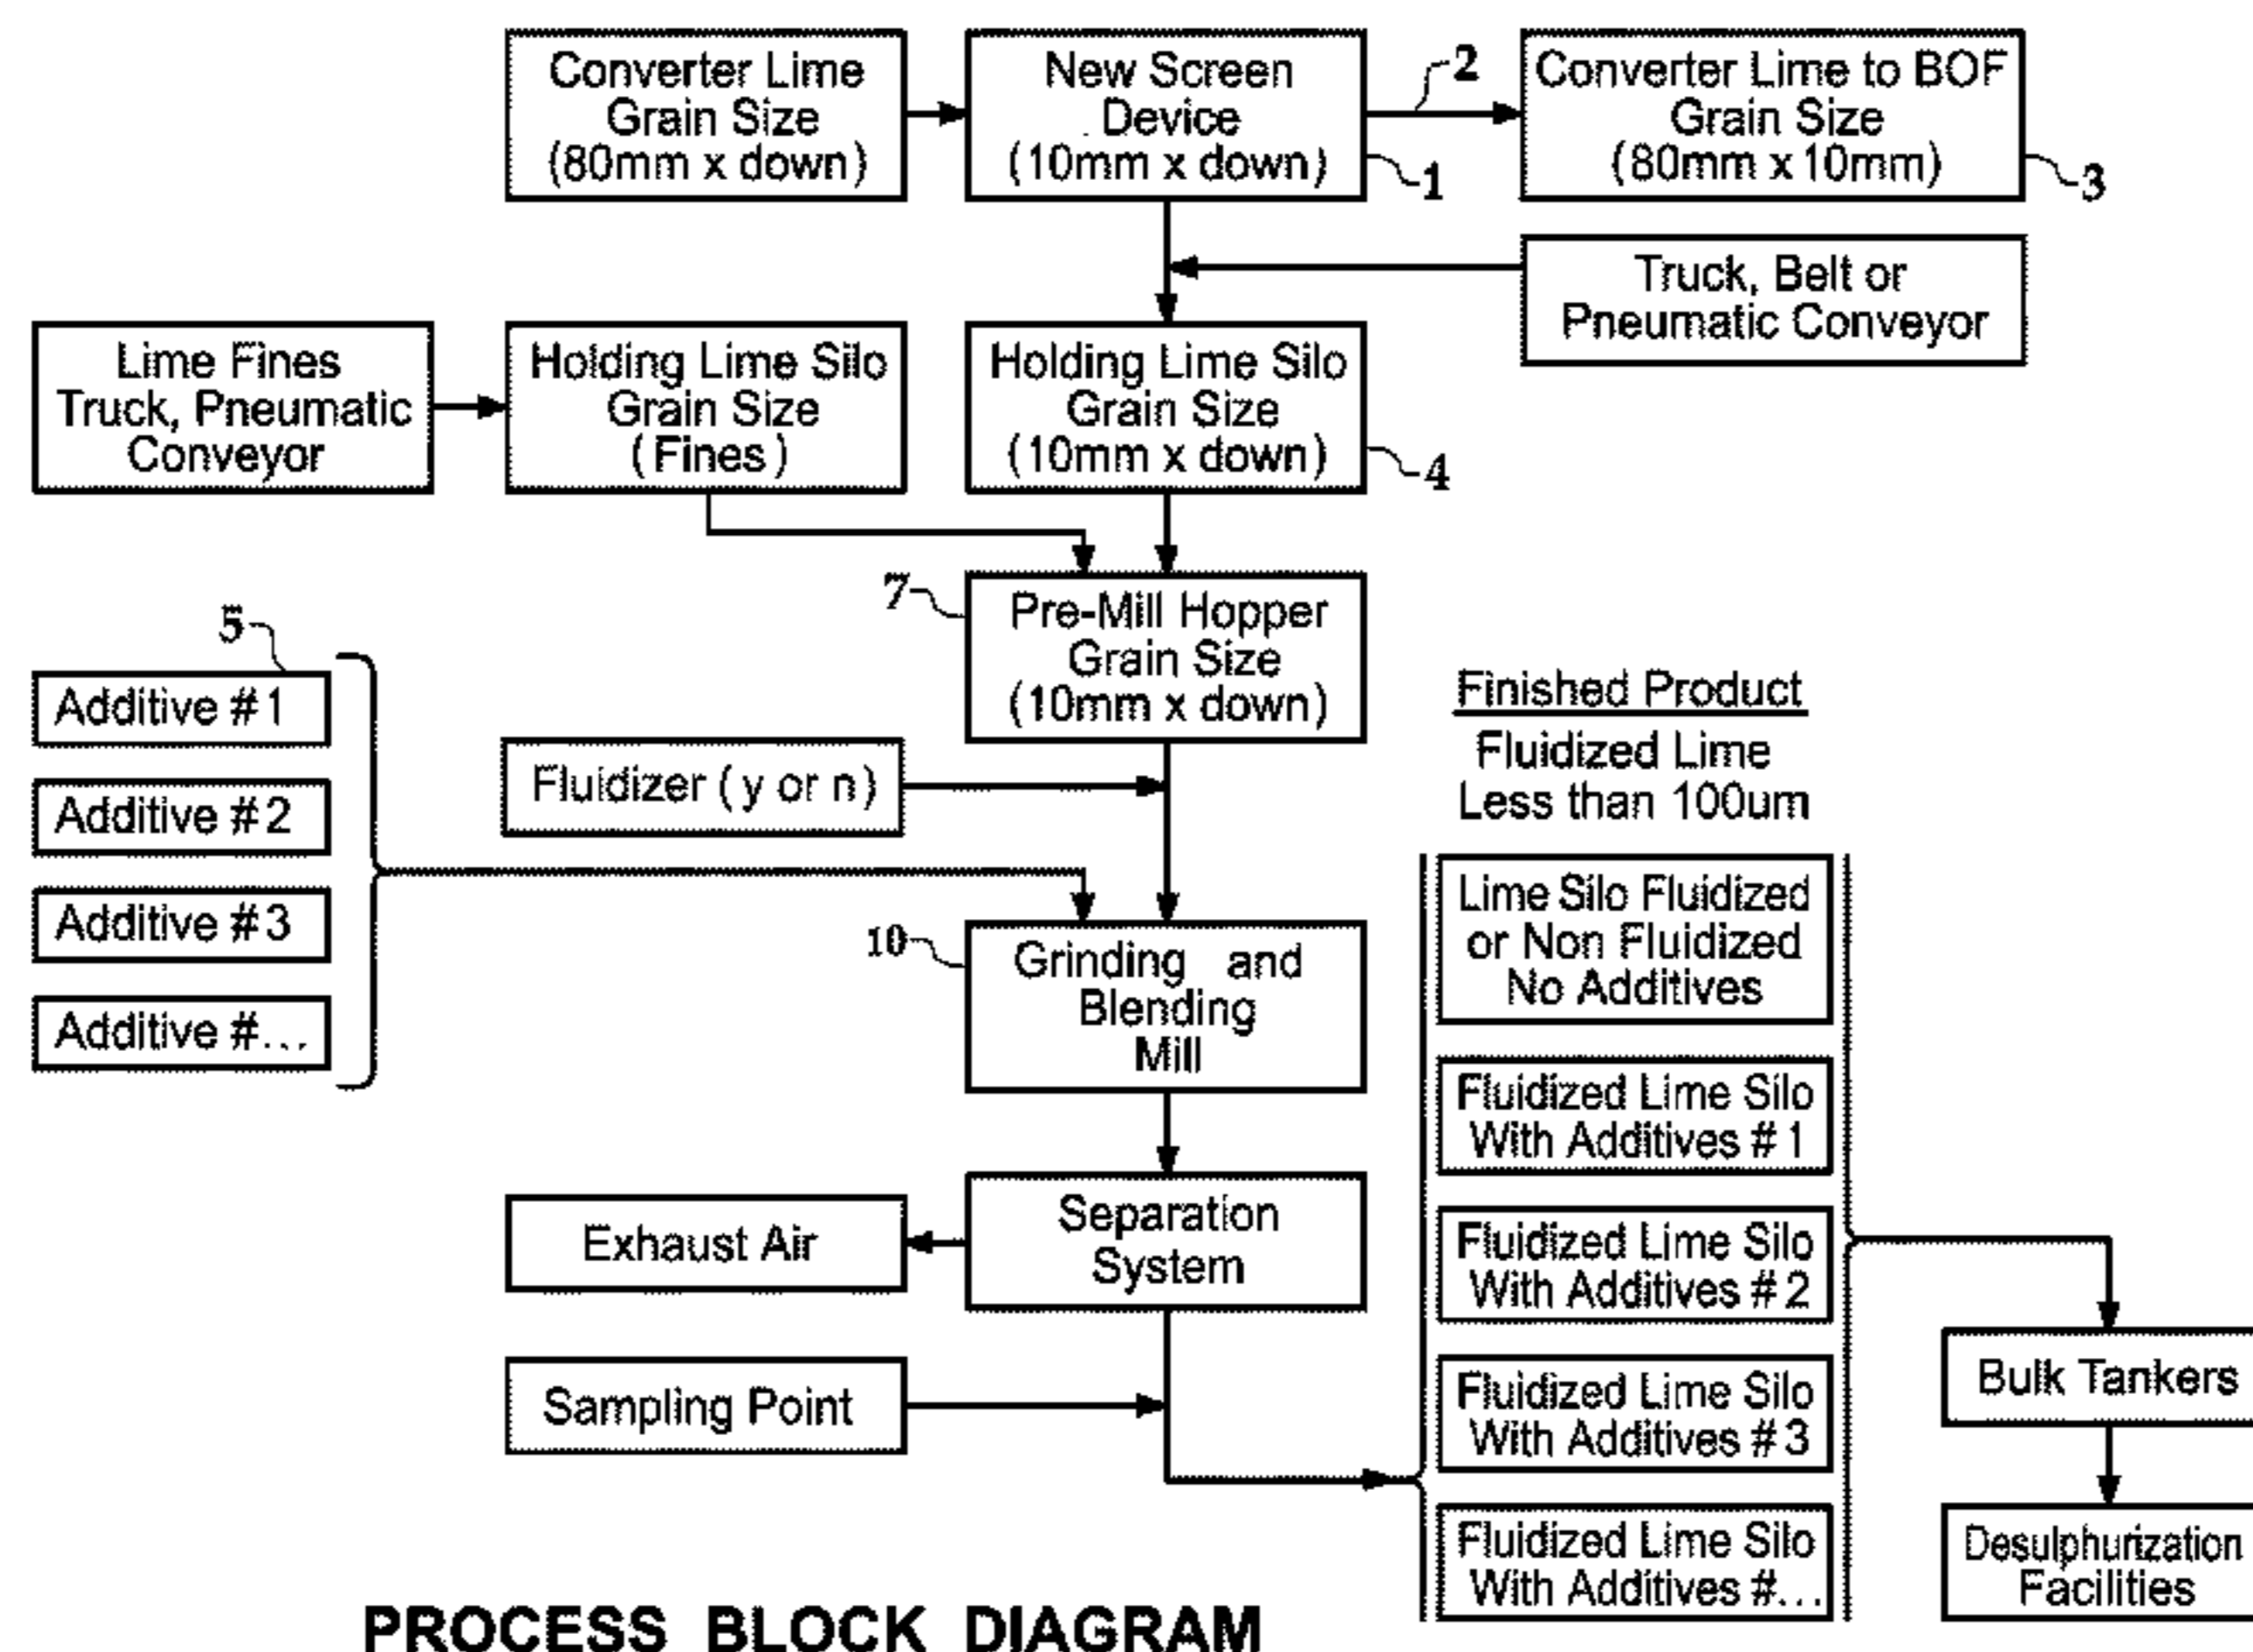 Converter Lime
Grain Size
(80mm x down)
New Screen
Device
(10mm x down)
1
2
Converter Lime to BOF
Grain Size
(80mm x 10mm)
3
Truck, Belt or
Pneumatic Conveyor
Lime Fines
Truck, Pneumatic
Conveyor
Holding Lime Silo
Grain Size
(Fines)
Holding Lime Silo
Grain Size
(10mm x down)
4
7
Pre-Mill Hopper
Grain Size
(10mm x down)
5
Additive #1
Additive #2
Additive #3
Additive #...
Fluidizer (y or n)
10
Grinding and
Blending
Mill
Separation
System
Exhaust Air
Sampling Point
Finished Product
Fluidized Lime
Less than 100um
Lime Silo Fluidized
or Non Fluidized
No Additives
Fluidized Lime Silo
With Additives #1
Fluidized Lime Silo
With Additives #2
Fluidized Lime Silo
With Additives #3
Fluidized Lime Silo
With Additives #...
Bulk Tankers
Desulphurization
Facilities
PROCESS BLOCK DIAGRAM